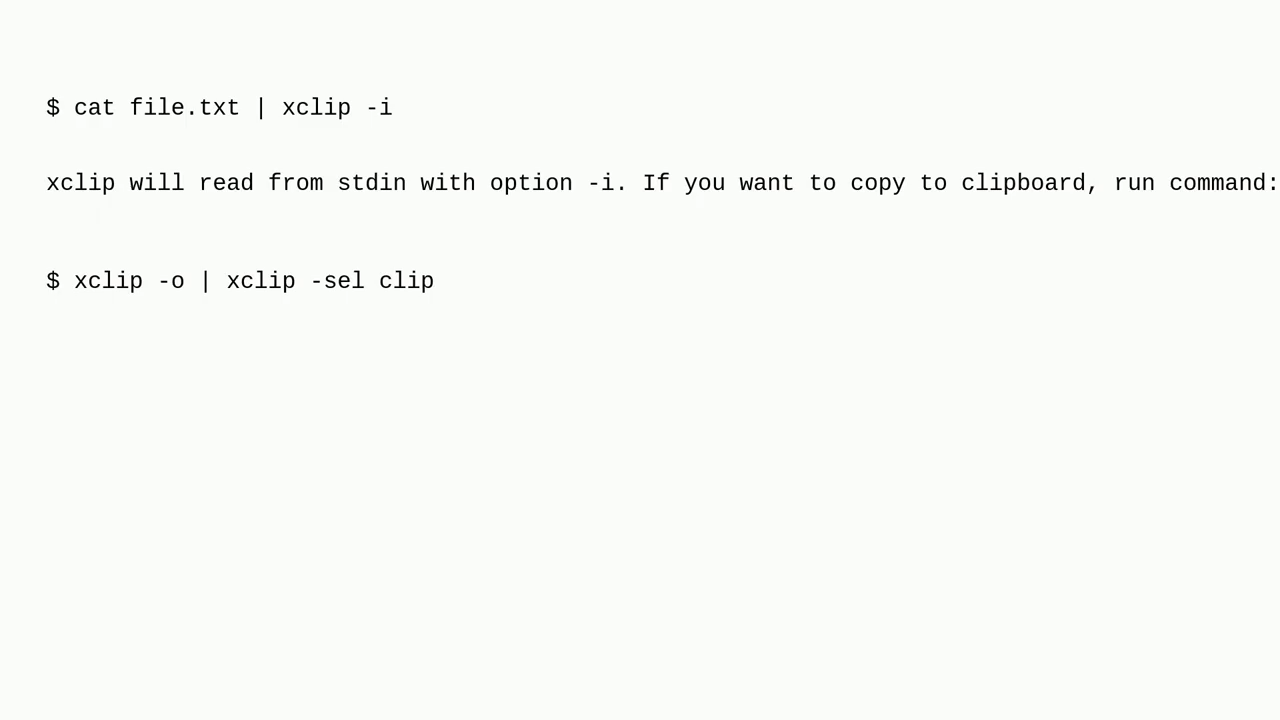 $ cat file.txt | xclip -i
xclip will read from stdin with option -i. If you want to copy to clipboard, run command:
$ xclip -o | xclip -sel clip